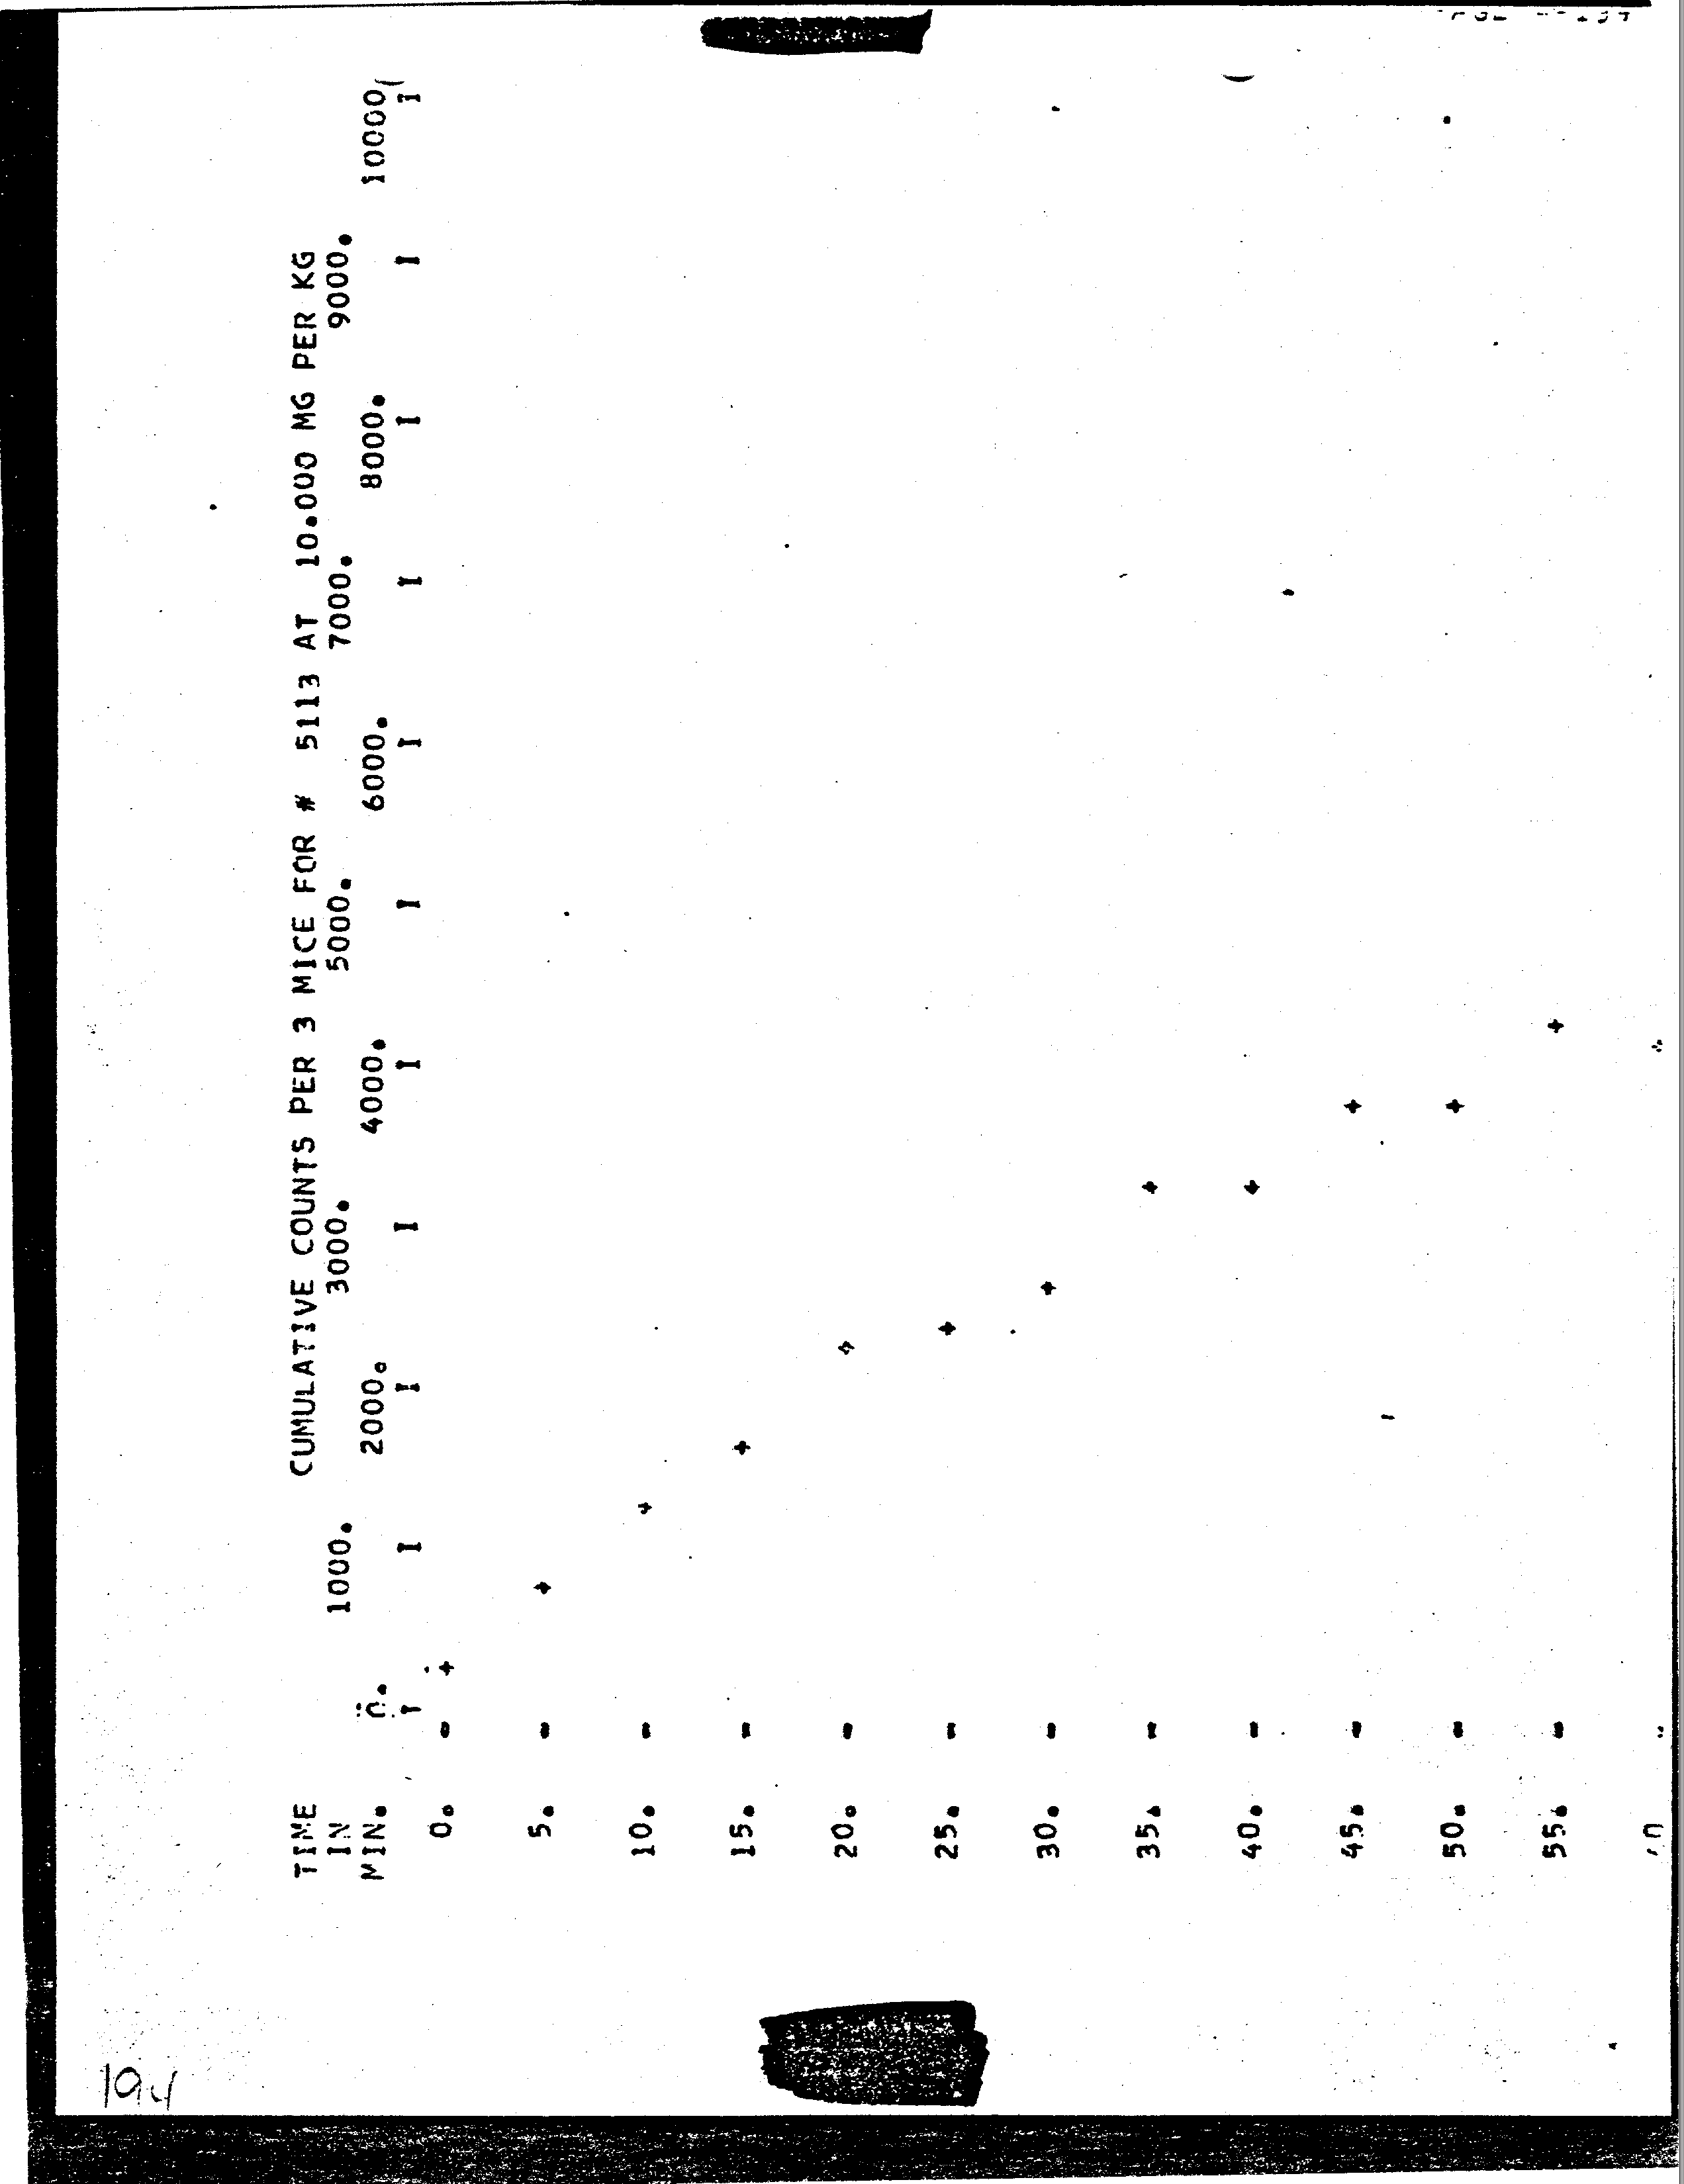 CUMULATIVE COUNTS PER 3 MICE FOR # 5113 AT 10.000 MG PER KG
TIME
IN 1000. 3000. 5000. 7000. 9000.
MIN. 0. 2000. 4000. 6000. 8000. 10000
I I I I I I I I I I I
0. - +
5. - +
10. - +
15. - +
20. - +
25. - +
30. - +
35. - +
40. - +
45. - +
50. - +
55. - +
194